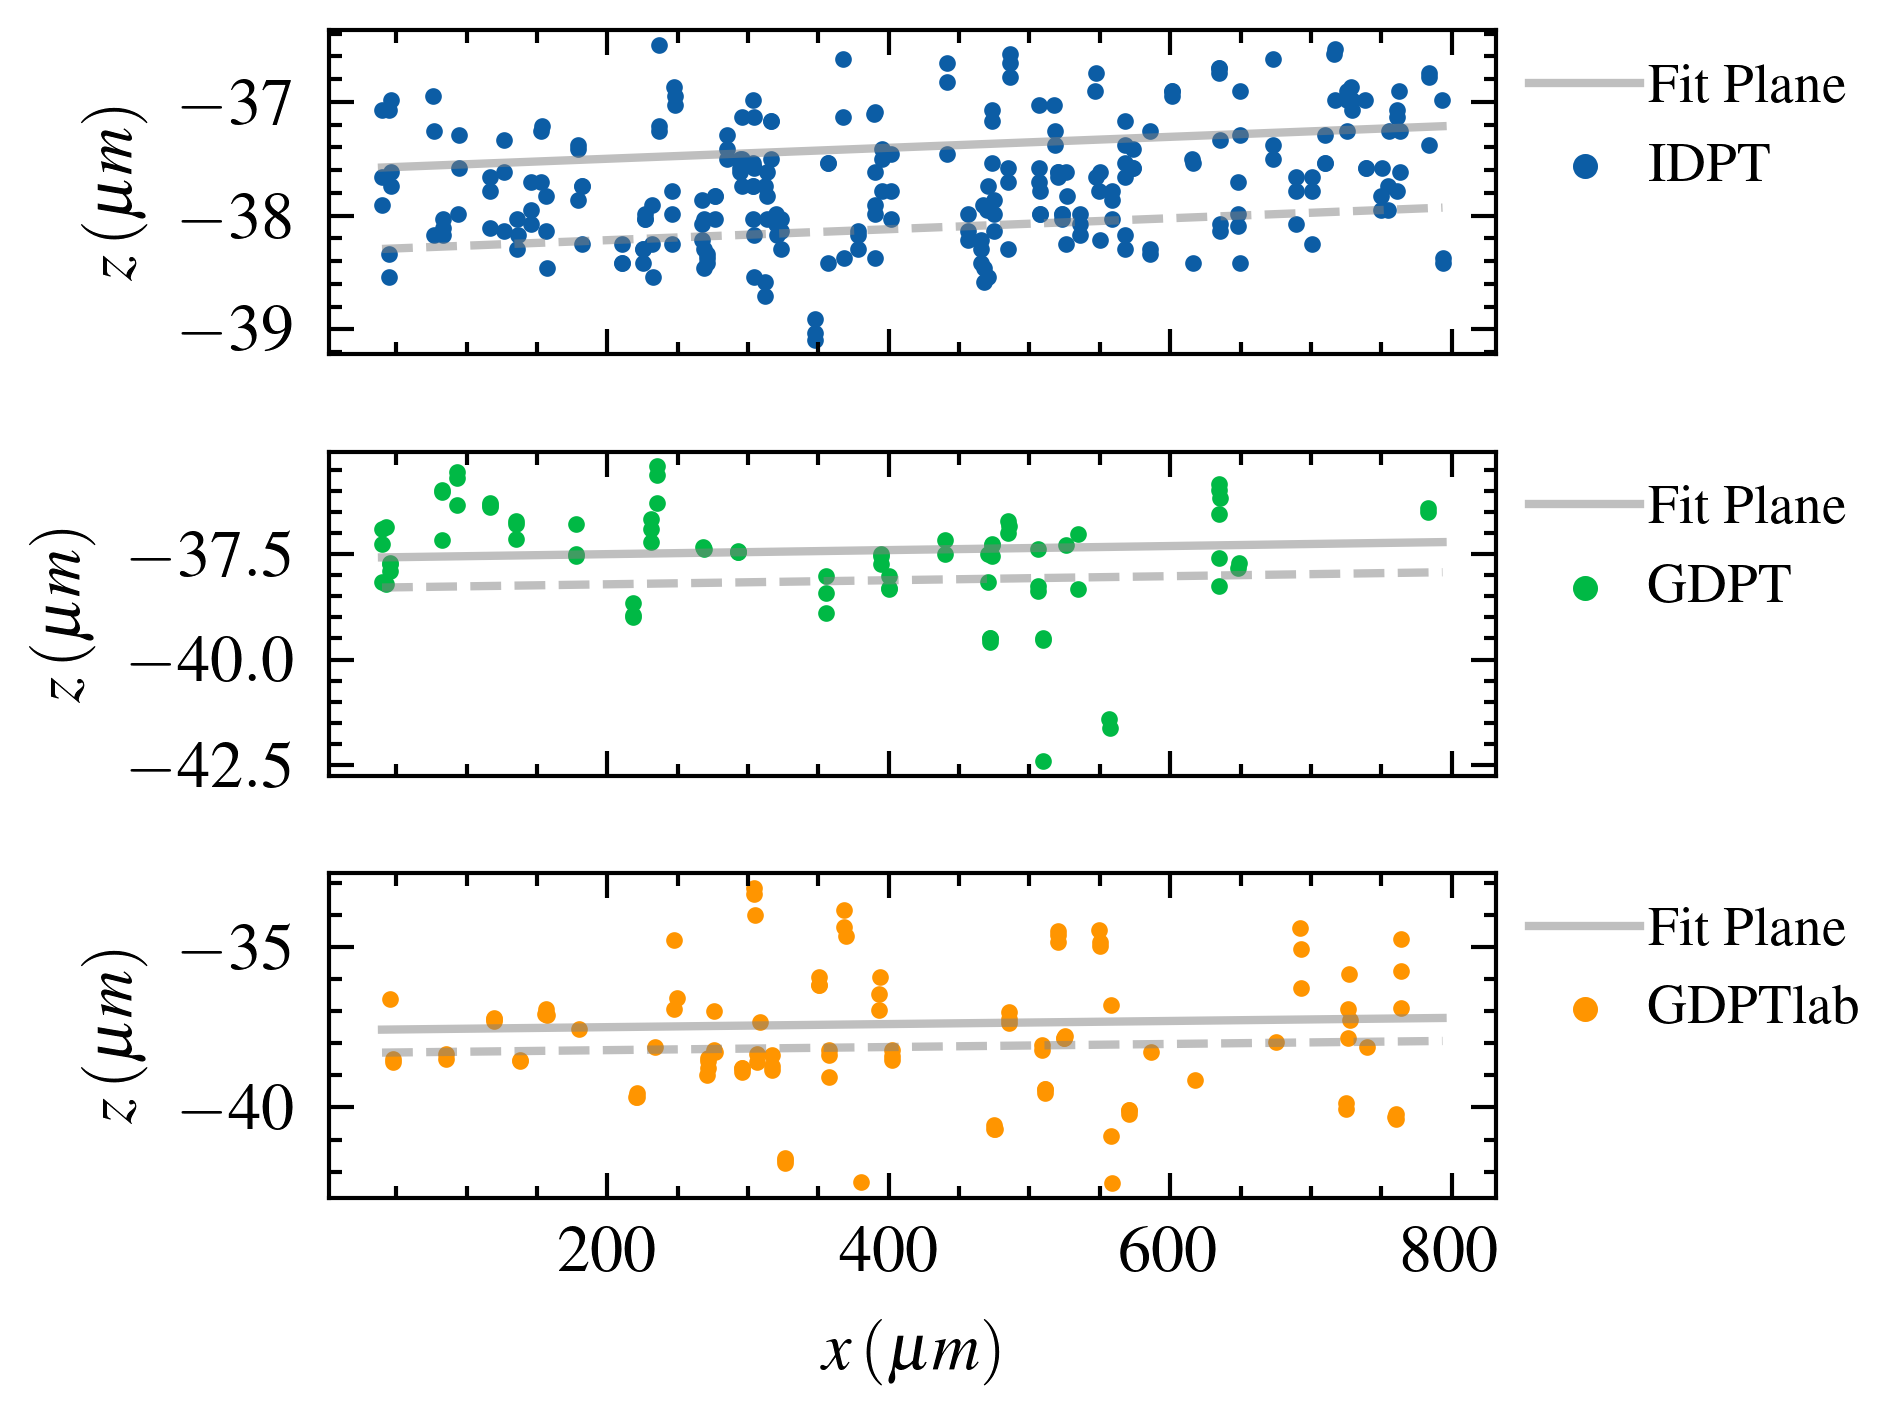 z (μm)
−37
−38
−39
Fit Plane
IDPT
z (μm)
−37.5
−40.0
−42.5
Fit Plane
GDPT
z (μm)
−35
−40
Fit Plane
GDPTlab
200 400 600 800
x (μm)